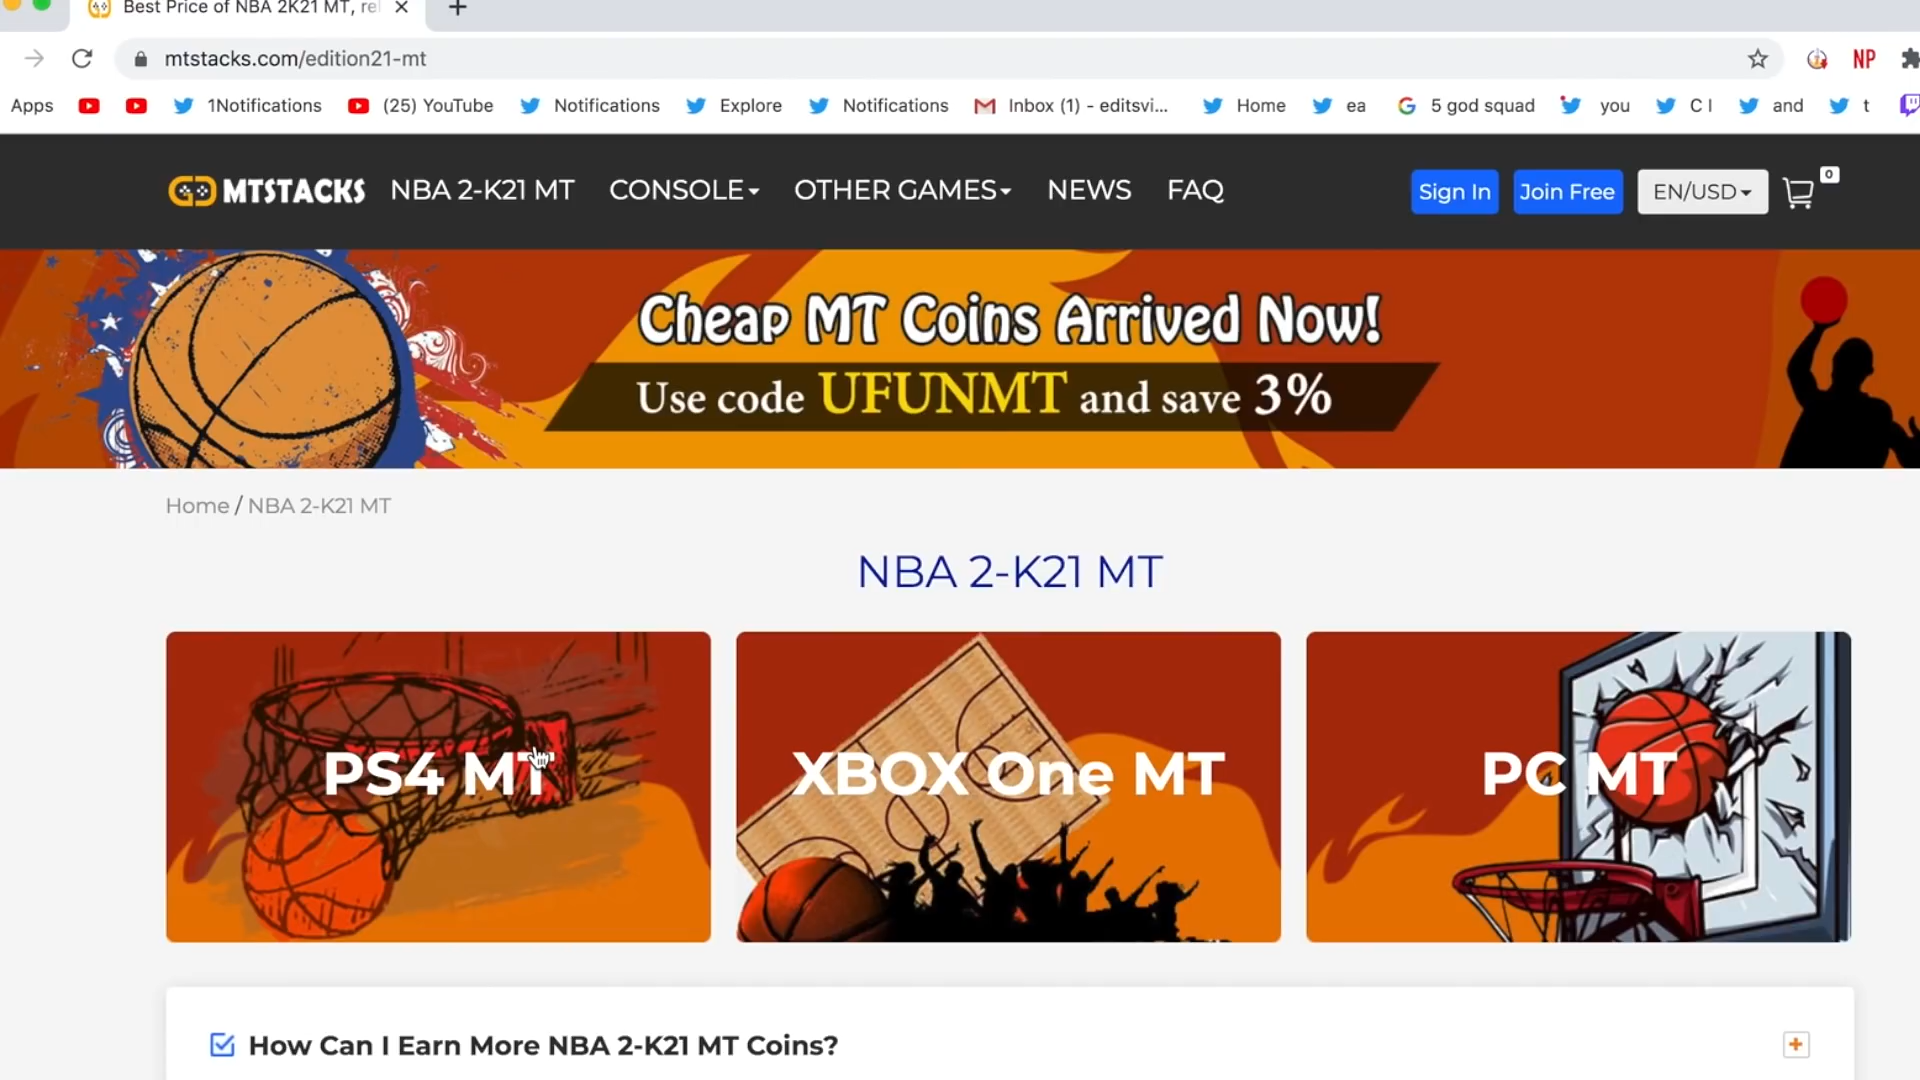 Best Price of NBA 2K21 MT, rel
mtstacks.com/edition21-mt
NP
Apps 1Notifications (25) YouTube Notifications Explore Notifications Inbox (1) - editsvi... Home ea 5 god squad you C l and t
MTSTACKS NBA 2-K21 MT CONSOLE OTHER GAMES NEWS FAQ Sign In Join Free EN/USD 0
Cheap MT Coins Arrived Now!
Use code UFUNMT and save 3%
Home / NBA 2-K21 MT
NBA 2-K21 MT
PS4 MT
XBOX One MT
PC MT
How Can I Earn More NBA 2-K21 MT Coins?